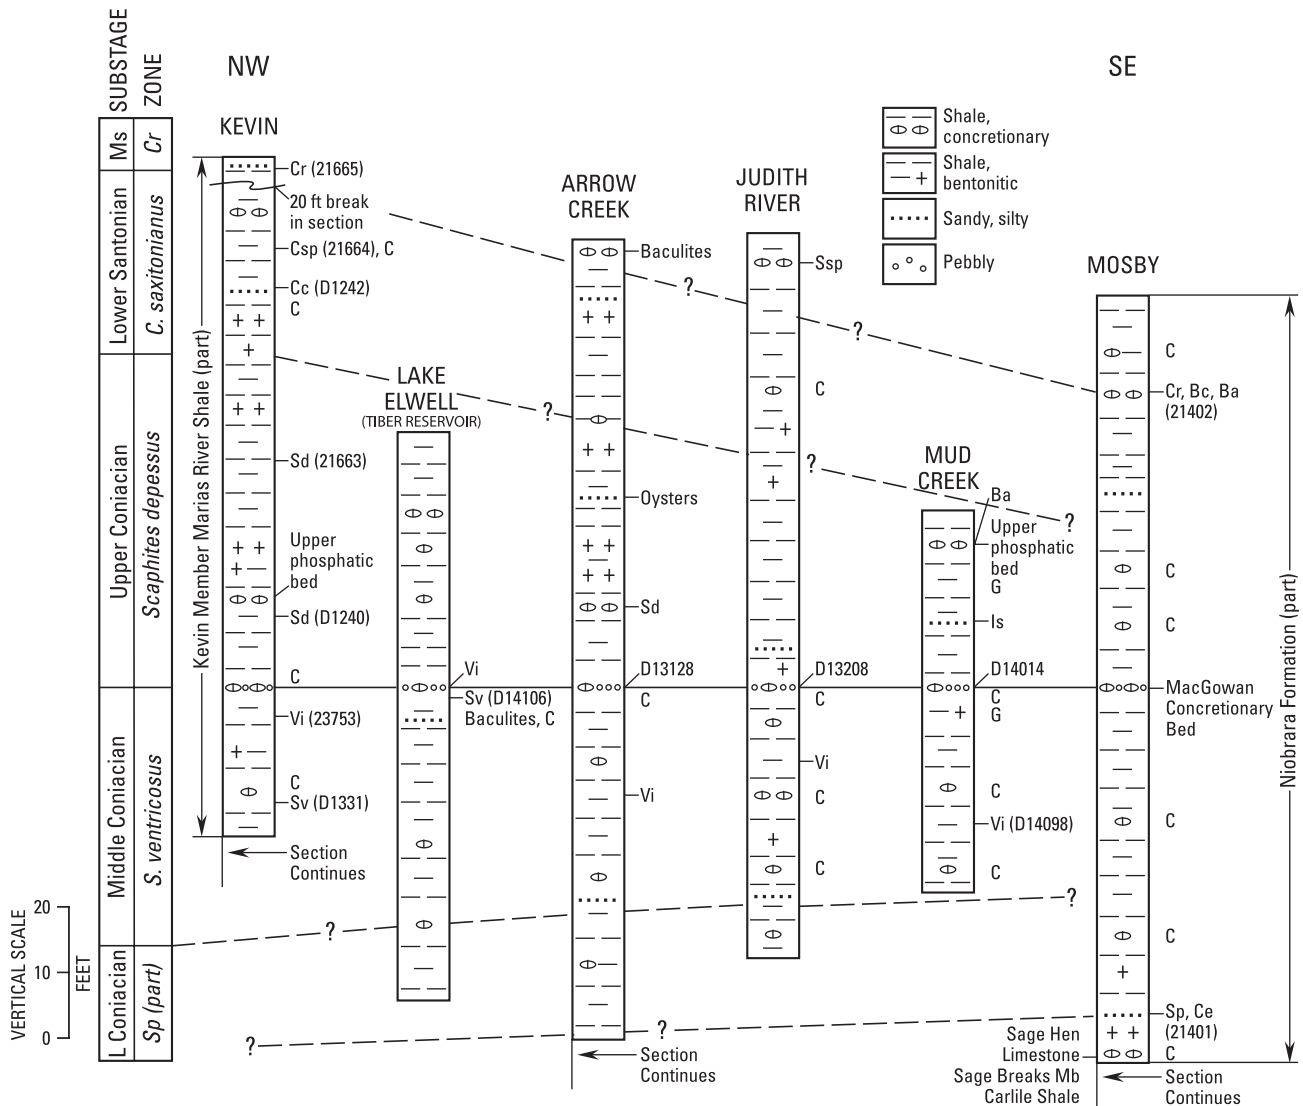 SUBSTAGE
ZONE
NW
SE
Ms
Cr
Lower Santonian
C. saxitonianus
Upper Coniacian
Scaphites depessus
Middle Coniacian
S. ventricosus
L Coniacian
Sp (part)
VERTICAL SCALE
FEET
20
10
0
KEVIN
Kevin Member Marias River Shale (part)
Cr (21665)
20 ft break
in section
Csp (21664), C
Cc (D1242)
C
Sd (21663)
Upper
phosphatic
bed
Sd (D1240)
C
Vi (23753)
C
Sv (D1331)
Section
Continues
LAKE
ELWELL
(TIBER RESERVOIR)
Vi
Sv (D14106)
Baculites, C
ARROW
CREEK
Baculites
Oysters
Sd
D13128
C
Vi
Section
Continues
JUDITH
RIVER
Ssp
C
D13208
C
Vi
C
C
MUD
CREEK
Ba
Upper
phosphatic
bed
G
Is
D14014
C
G
C
Vi (D14098)
C
Shale,
concretionary
Shale,
bentonitic
Sandy, silty
Pebbly
MOSBY
C
Cr, Bc, Ba
(21402)
C
C
MacGowan
Concretionary
Bed
C
C
Sp, Ce
(21401)
C
Sage Hen
Limestone
Sage Breaks Mb
Carlile Shale
Section
Continues
Niobrara Formation (part)
?
?
?
?
?
?
?
?
?
?